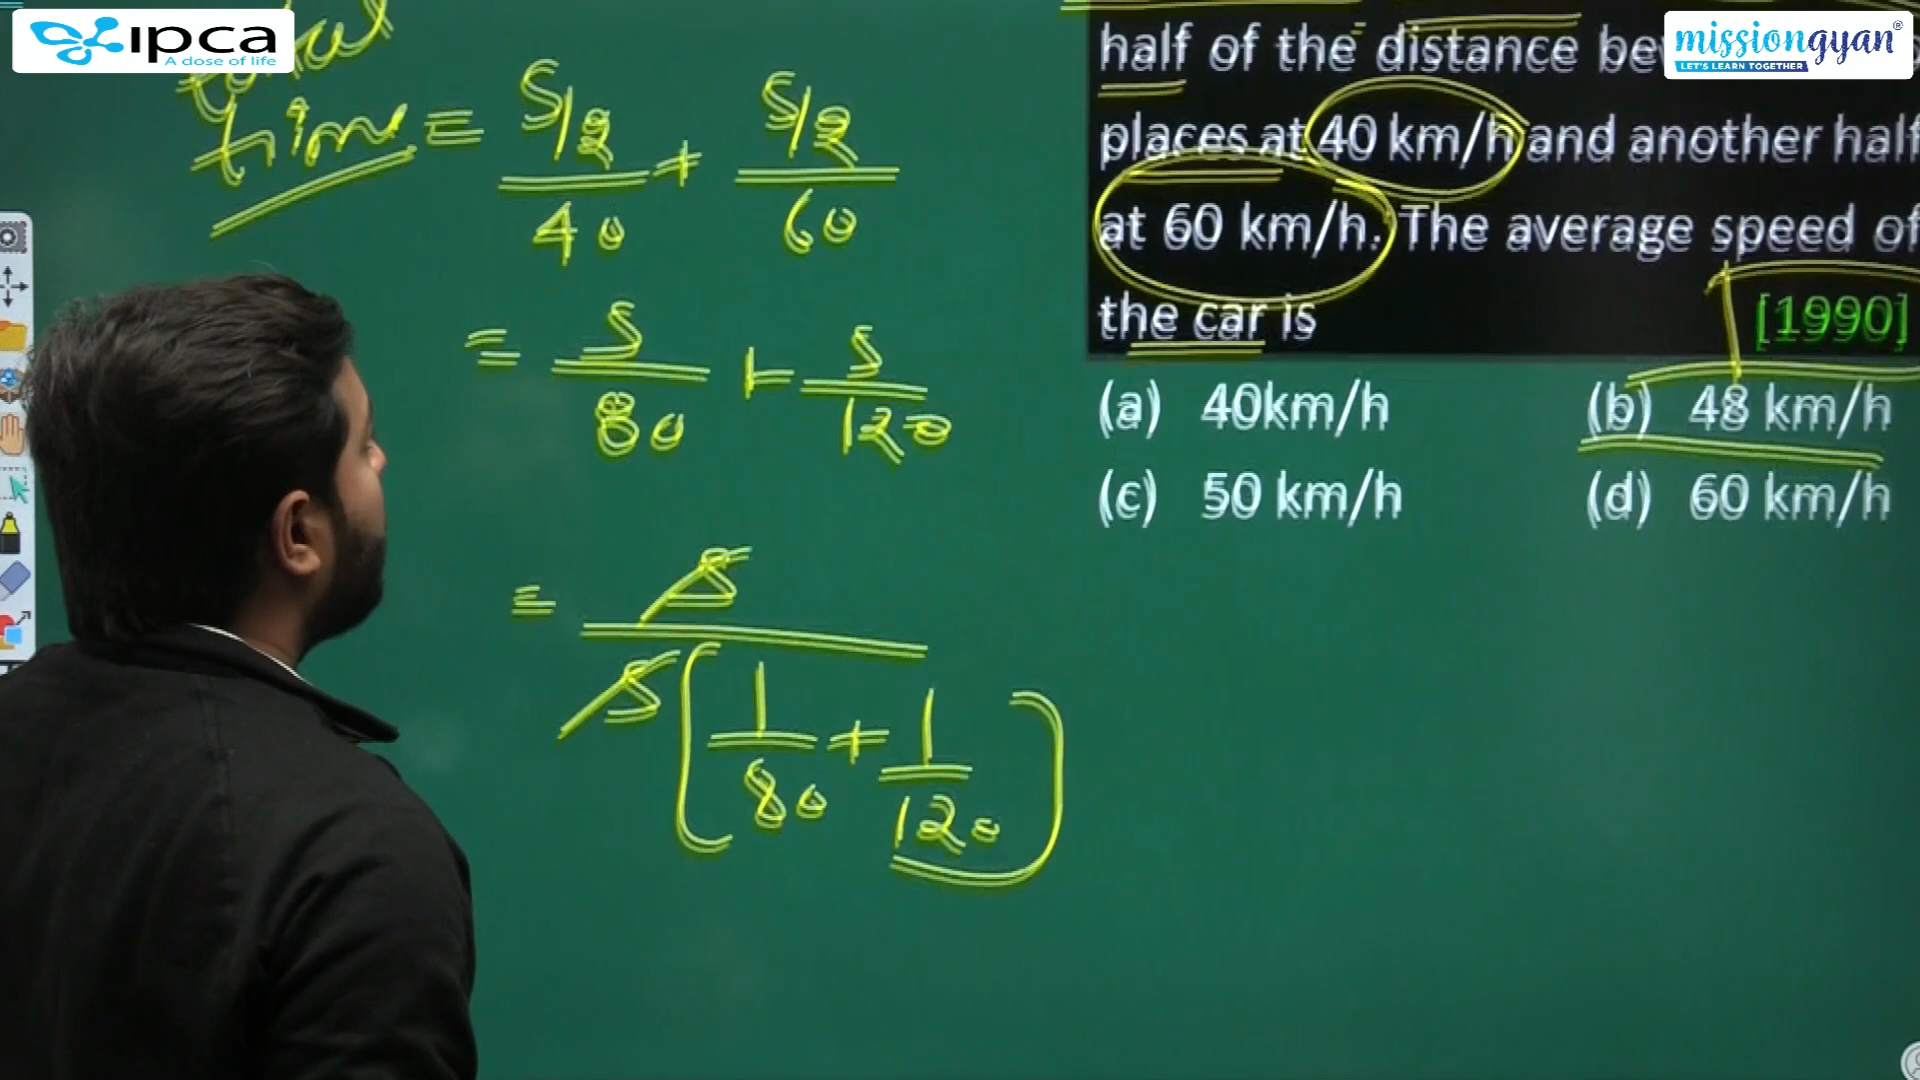 ipca
A dose of life
missiongyan®
LET'S LEARN TOGETHER
total
time = S/2 / 40 + S/2 / 60
= S/80 + S/120
= S / S(1/80 + 1/120)
half of the distance
places at 40 km/h and another half
at 60 km/h. The average speed of
the car is [1990]
(a) 40km/h (b) 48 km/h
(c) 50 km/h (d) 60 km/h